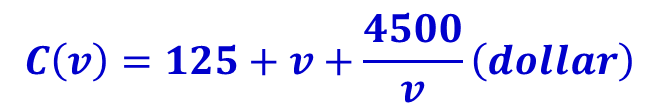 C(v) = 125 + v + 4500/v (dollar)